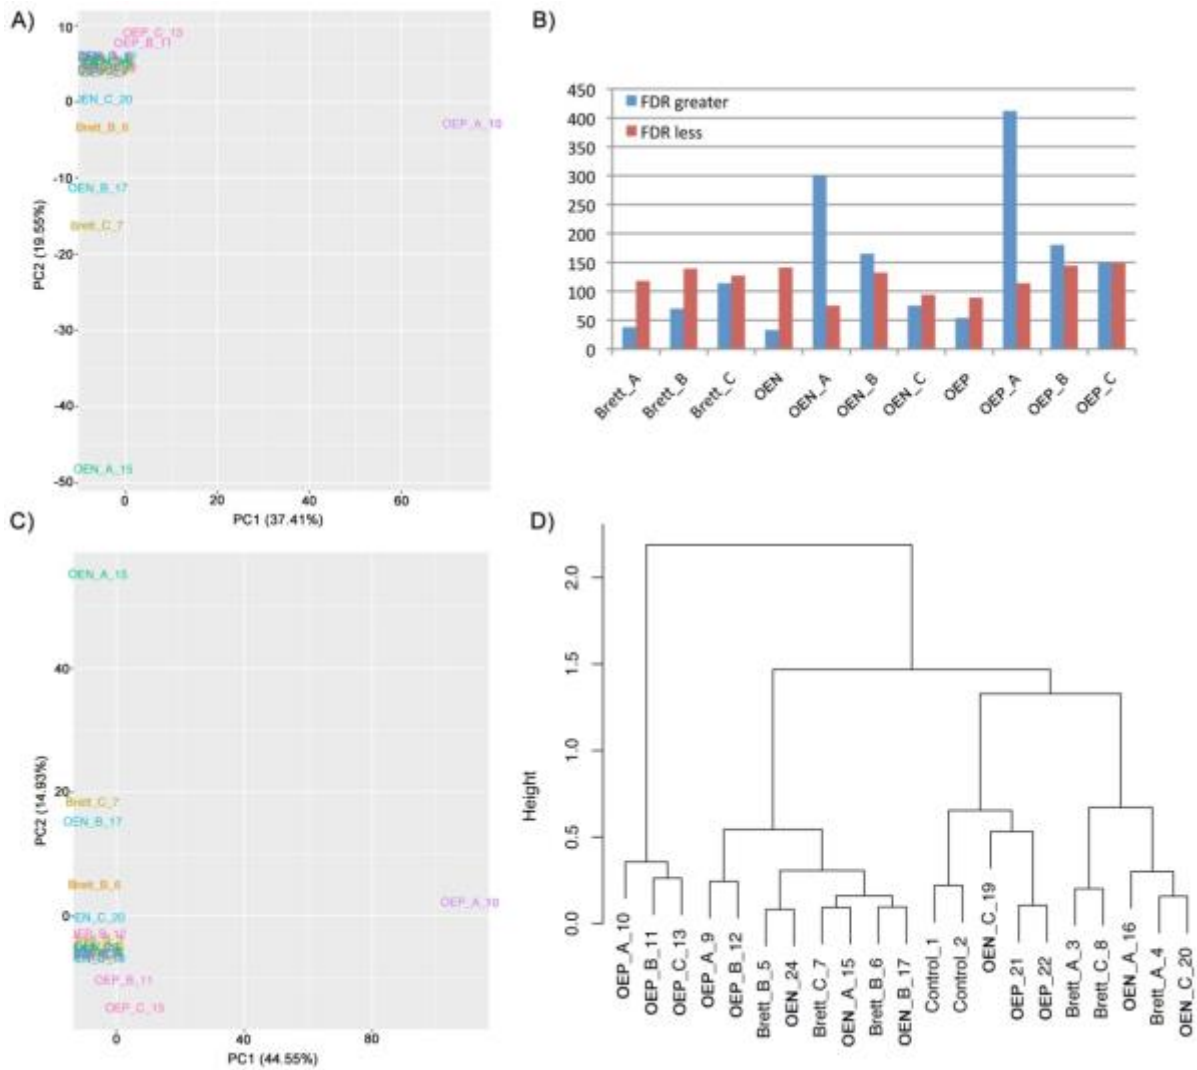 A)
10
0
-10
-20
-30
-40
-50
PC2 (19.55%)
OEP_C_13
OEP_B_11
EN_C_20
Brett_B_6
OEP_A_10
OEN_B_17
Brett_C_7
OEN_A_15
0 20 40 60
PC1 (37.41%)
B)
450
400
350
300
250
200
150
100
50
0
FDR greater
FDR less
Brett_A Brett_B Brett_C OEN OEN_A OEN_B OEN_C OEP OEP_A OEP_B OEP_C
C)
40
20
0
PC2 (14.93%)
OEN_A_15
Brett_C_7
OEN_B_17
Brett_B_6
OEP_A_10
EN_C_20
OEP_B_11
OEP_C_13
0 40 80
PC1 (44.55%)
D)
Height
2.0
1.5
1.0
0.5
0.0
OEP_A_10 OEP_B_11 OEP_C_13 OEP_A_9 OEP_B_12 Brett_B_5 OEN_24 Brett_C_7 OEN_A_15 Brett_B_6 OEN_B_17 Control_1 Control_2 OEN_C_19 OEP_21 OEP_22 Brett_A_3 Brett_C_8 OEN_A_16 Brett_A_4 OEN_C_20